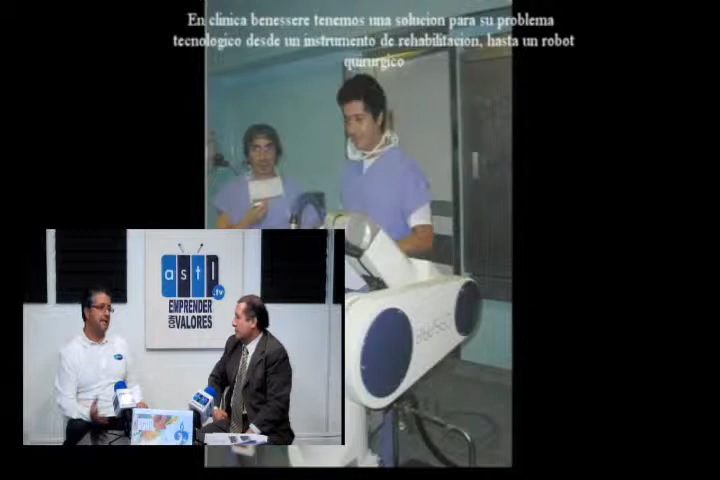 En clinica benessere tenemos una solucion para su problema
tecnologico desde un instrumento de rehabilitacion, hasta un robot
quirurgico
astl
.tv
EMPRENDER
CON VALORES